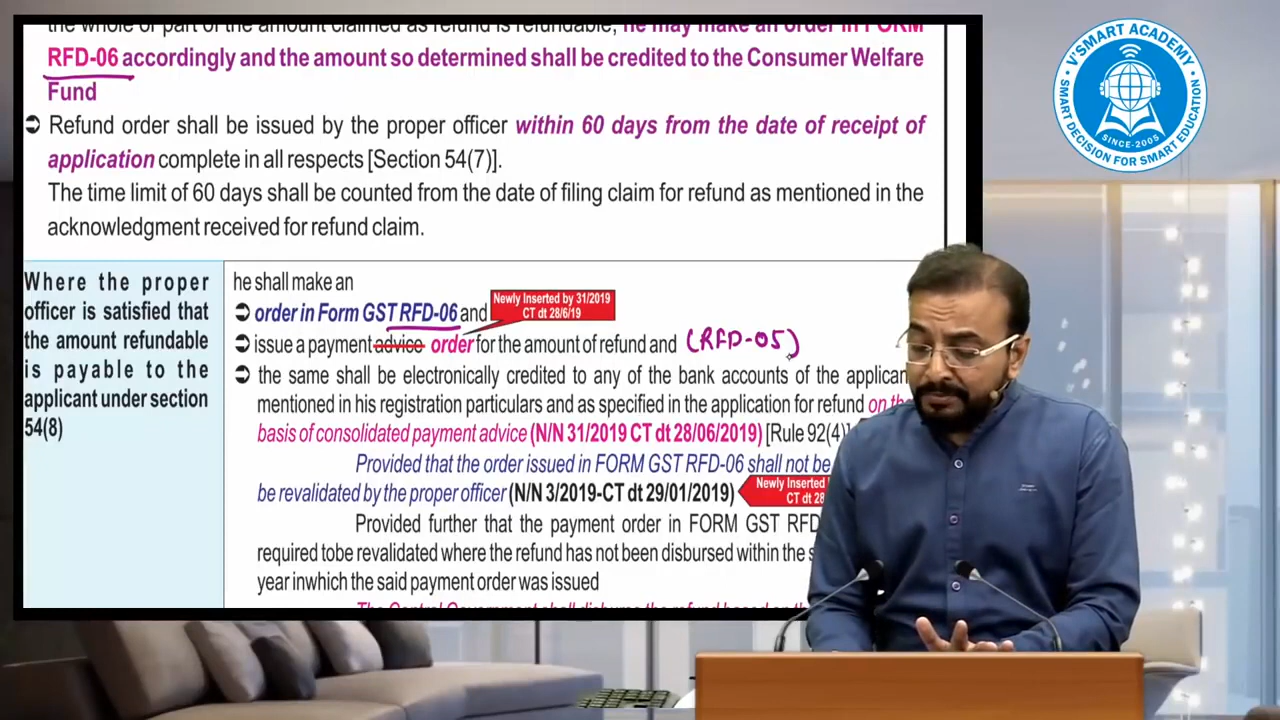 the whole or part of the amount claimed as refund is refundable, he may make an order in FORM
RFD-06 accordingly and the amount so determined shall be credited to the Consumer Welfare
Fund
➲ Refund order shall be issued by the proper officer within 60 days from the date of receipt of
application complete in all respects [Section 54(7)].
The time limit of 60 days shall be counted from the date of filing claim for refund as mentioned in the
acknowledgment received for refund claim.
Where the proper
officer is satisfied that
the amount refundable
is payable to the
applicant under section
54(8)
he shall make an
➲ order in Form GST RFD-06 and
Newly Inserted by 31/2019
CT dt 28/6/19
➲ issue a payment advice order for the amount of refund and (RFD-05)
➲ the same shall be electronically credited to any of the bank accounts of the applican
mentioned in his registration particulars and as specified in the application for refund on the
basis of consolidated payment advice (N/N 31/2019 CT dt 28/06/2019) [Rule 92(4)]
Provided that the order issued in FORM GST RFD-06 shall not be
be revalidated by the proper officer (N/N 3/2019-CT dt 29/01/2019)
Newly Inserted
CT dt 28
Provided further that the payment order in FORM GST RFD
required tobe revalidated where the refund has not been disbursed within the s
year inwhich the said payment order was issued
The Central Government shall disburse the refund based on th
V'SMART ACADEMY
SINCE-2005
SMART DECISION FOR SMART EDUCATION